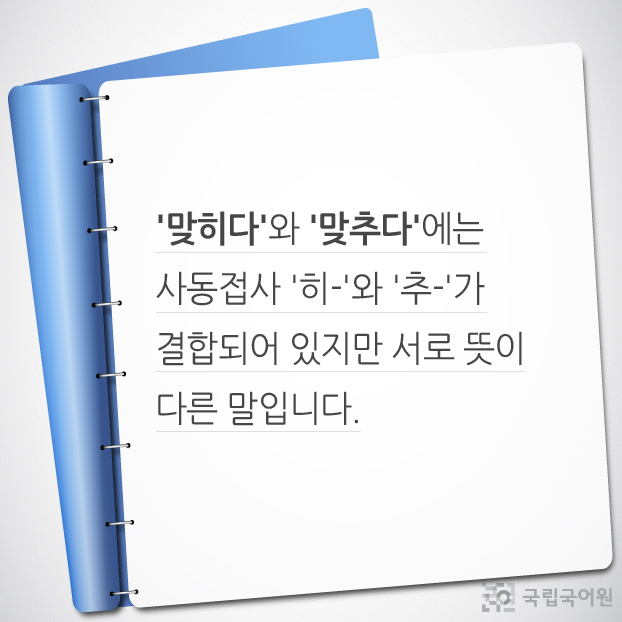 '맞히다'와 '맞추다'에는
사동접사 '히-'와 '추-'가
결합되어 있지만 서로 뜻이
다른 말입니다.
국립국어원